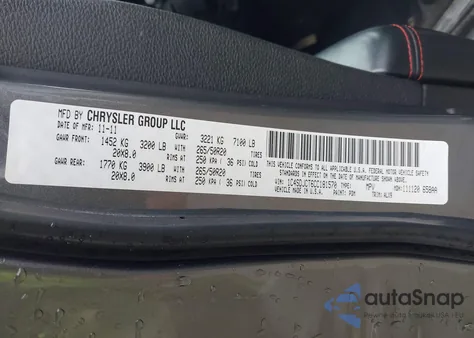 MFD BY CHRYSLER GROUP LLC
DATE OF MFR: 11-11 GVWR: 3221 KG 7100 LB
GAWR FRONT: 1452 KG 3200 LB 265/50R20 TIRES
20X8.0 RIMS AT 250 KPA ( 36 PSI) COLD
GAWR REAR: 1770 KG 3900 LB 265/50R20 TIRES
20X8.0 RIMS AT 250 KPA ( 36 PSI) COLD
THIS VEHICLE CONFORMS TO ALL APPLICABLE U.S.A. FEDERAL MOTOR VEHICLE SAFETY
STANDARDS IN EFFECT ON THE DATE OF MANUFACTURE SHOWN ABOVE.
TYPE: MPV
MADE IN U.S.A.
autoSnap